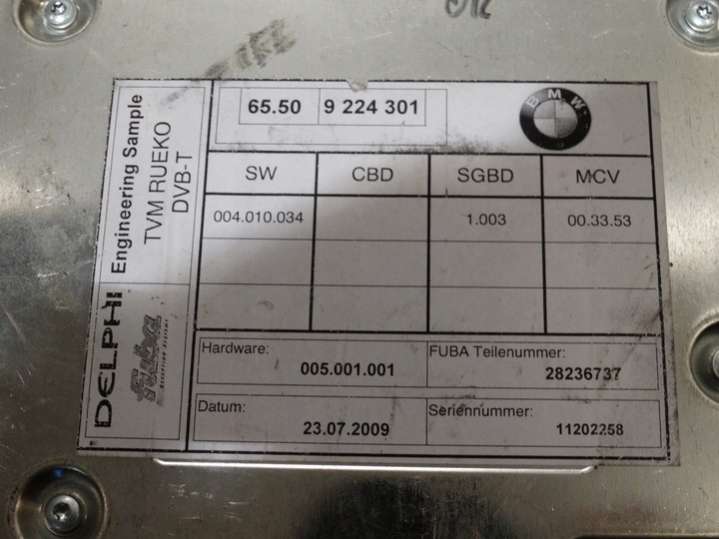 DELPHI
Fuba
Engineering Sample
TVM RUEKO
DVB-T
65.50 9 224 301
BMW
SW CBD SGBD MCV
004.010.034 1.003 00.33.53
Hardware: 005.001.001
FUBA Teilenummer: 28236737
Datum: 23.07.2009
Seriennummer: 11202258